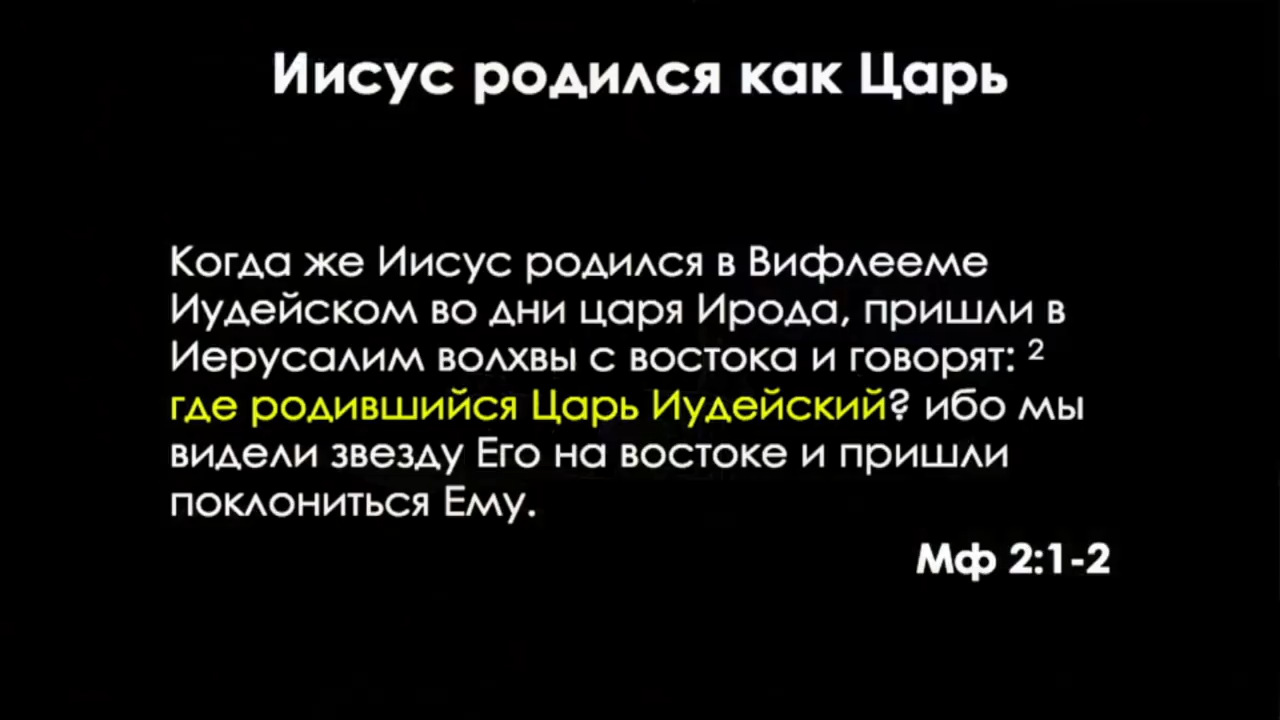 Иисус родился как Царь
Когда же Иисус родился в Вифлееме
Иудейском во дни царя Ирода, пришли в
Иерусалим волхвы с востока и говорят: ²
где родившийся Царь Иудейский? ибо мы
видели звезду Его на востоке и пришли
поклониться Ему.
Мф 2:1-2